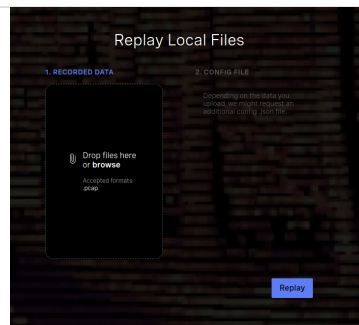 Replay Local Files
1. RECORDED DATA
2. CONFIG FILE
Depending on the data you
upload, we might request an
additional config .json file.
Drop files here
or browse
Accepted formats:
.pcap
Replay